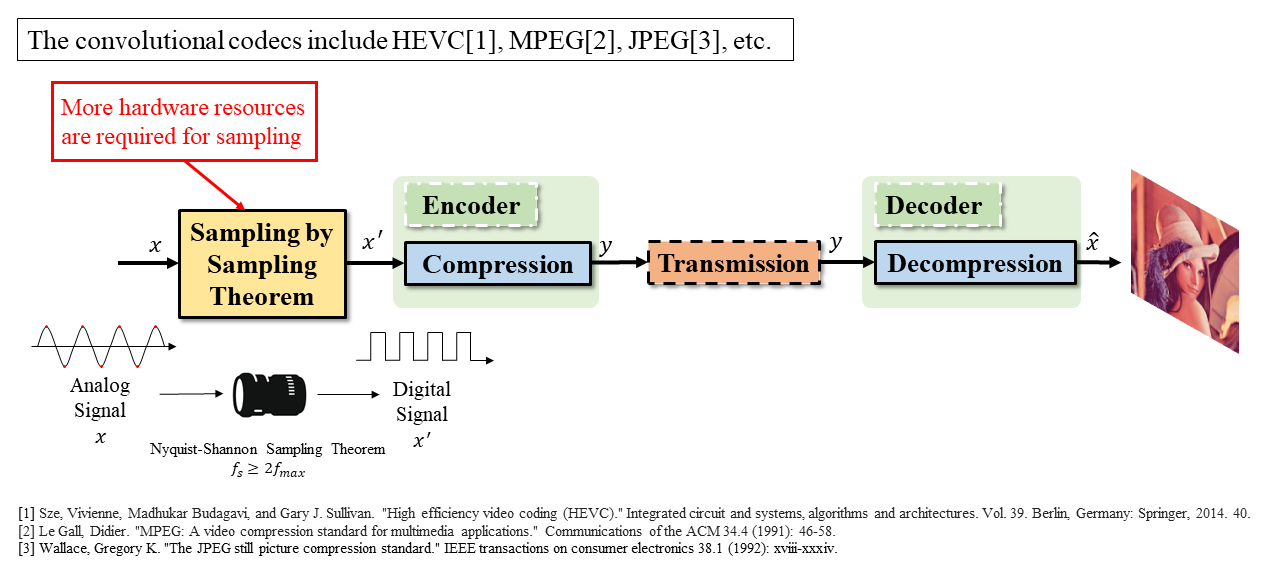 The convolutional codecs include HEVC[1], MPEG[2], JPEG[3], etc.
More hardware resources
are required for sampling
x
Sampling by
Sampling
Theorem
x′
Encoder
Compression
y
Transmission
y
Decoder
Decompression
x̂
Analog
Signal
x
Digital
Signal
x′
Nyquist-Shannon Sampling Theorem
fₛ ≥ 2fₘₐₓ
[1] Sze, Vivienne, Madhukar Budagavi, and Gary J. Sullivan. "High efficiency video coding (HEVC)." Integrated circuit and systems, algorithms and architectures. Vol. 39. Berlin, Germany: Springer, 2014. 40.
[2] Le Gall, Didier. "MPEG: A video compression standard for multimedia applications." Communications of the ACM 34.4 (1991): 46-58.
[3] Wallace, Gregory K. "The JPEG still picture compression standard." IEEE transactions on consumer electronics 38.1 (1992): xviii-xxxiv.